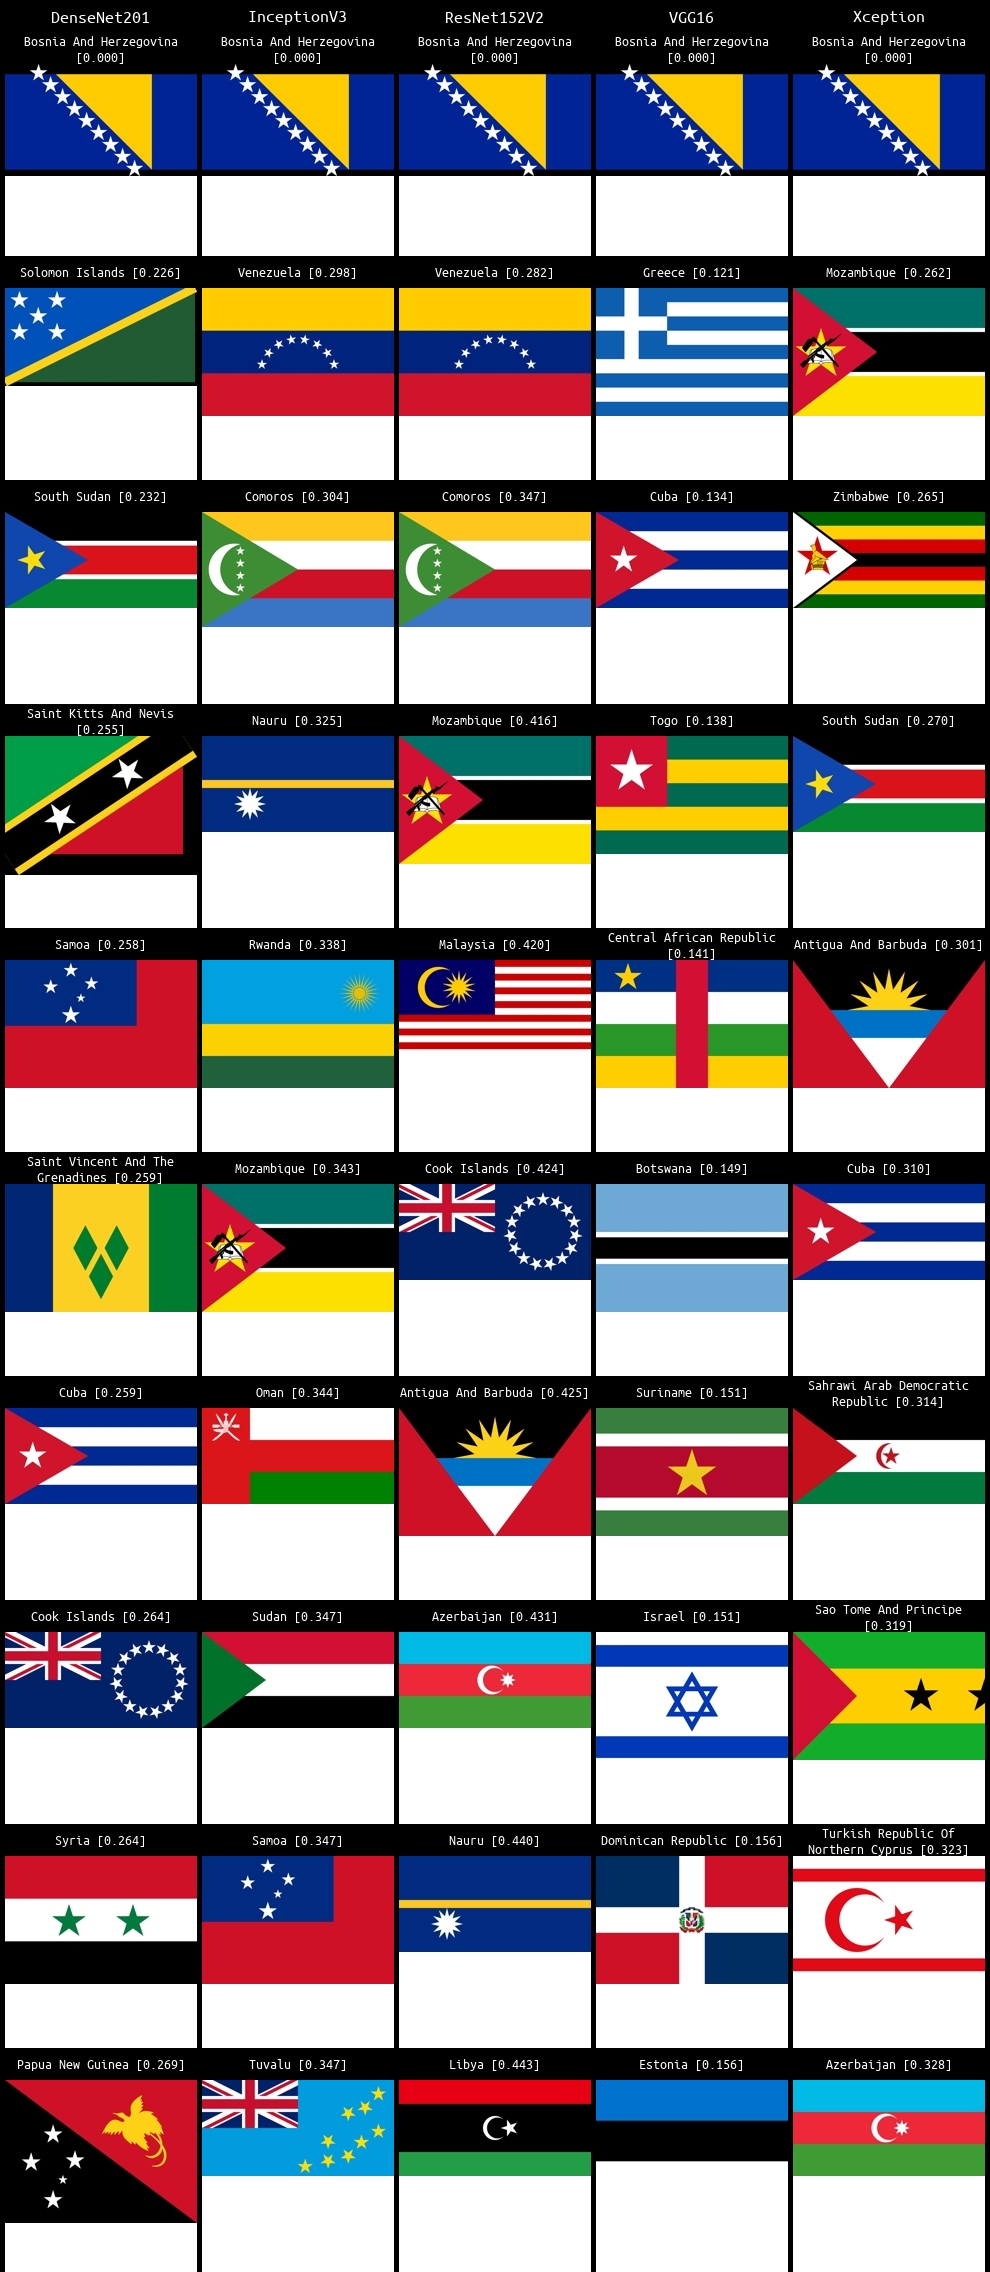 DenseNet201 InceptionV3 ResNet152V2 VGG16 Xception
Bosnia And Herzegovina Bosnia And Herzegovina Bosnia And Herzegovina Bosnia And Herzegovina Bosnia And Herzegovina
[0.000] [0.000] [0.000] [0.000] [0.000]
Solomon Islands [0.226] Venezuela [0.298] Venezuela [0.282] Greece [0.121] Mozambique [0.262]
South Sudan [0.232] Comoros [0.304] Comoros [0.347] Cuba [0.134] Zimbabwe [0.265]
Saint Kitts And Nevis
[0.255]
Nauru [0.325] Mozambique [0.416] Togo [0.138] South Sudan [0.270]
Samoa [0.258] Rwanda [0.338] Malaysia [0.420]
Central African Republic
[0.141]
Antigua And Barbuda [0.301]
Saint Vincent And The
Grenadines [0.259]
Mozambique [0.343] Cook Islands [0.424] Botswana [0.149] Cuba [0.310]
Cuba [0.259] Oman [0.344] Antigua And Barbuda [0.425] Suriname [0.151]
Sahrawi Arab Democratic
Republic [0.314]
Cook Islands [0.264] Sudan [0.347] Azerbaijan [0.431] Israel [0.151]
Sao Tome And Principe
[0.319]
Syria [0.264] Samoa [0.347] Nauru [0.440] Dominican Republic [0.156]
Turkish Republic Of
Northern Cyprus [0.323]
Papua New Guinea [0.269] Tuvalu [0.347] Libya [0.443] Estonia [0.156] Azerbaijan [0.328]